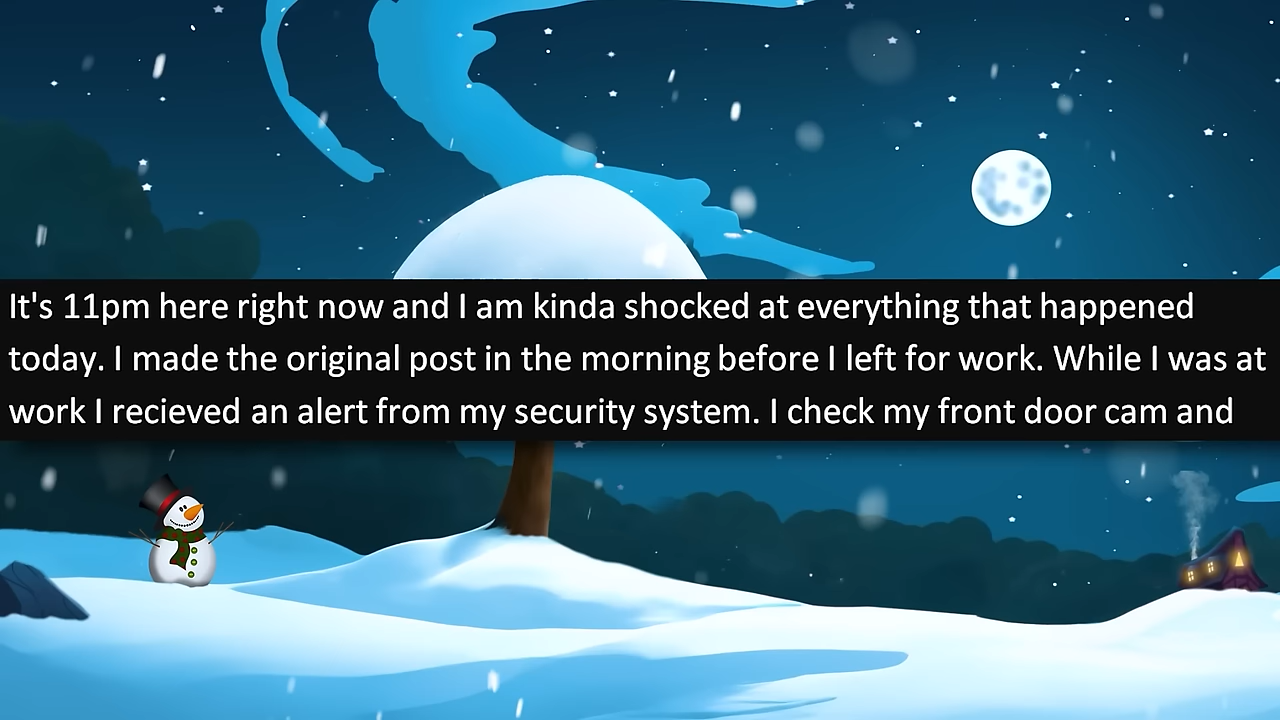 It's 11pm here right now and I am kinda shocked at everything that happened
today. I made the original post in the morning before I left for work. While I was at
work I recieved an alert from my security system. I check my front door cam and